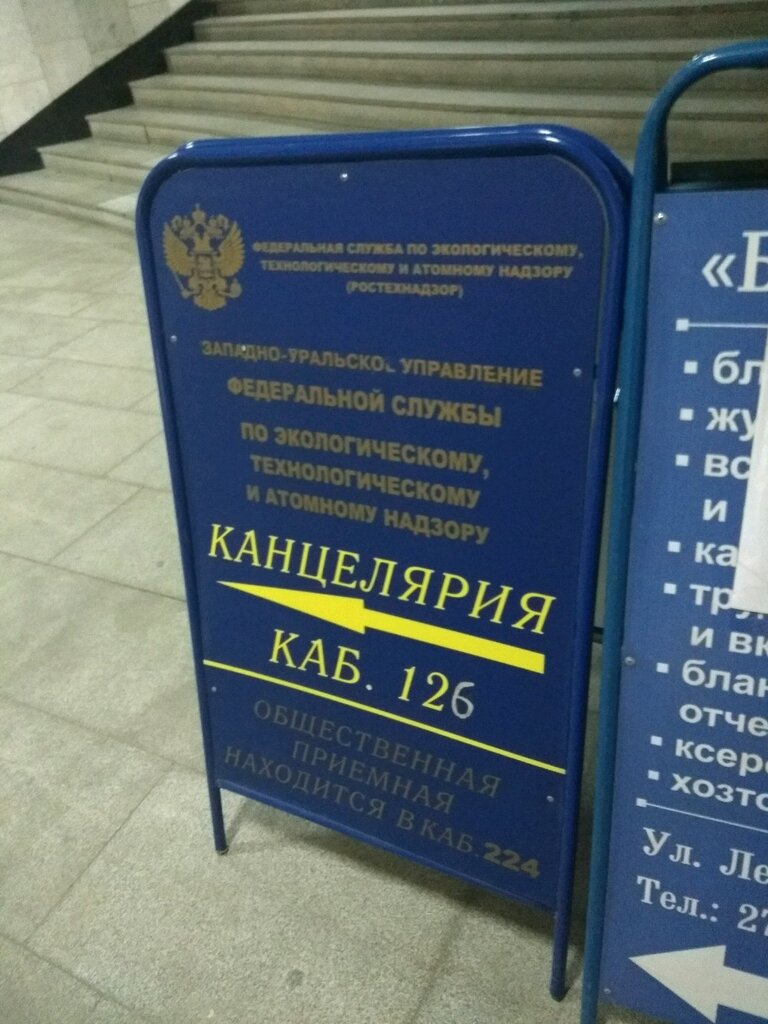 ФЕДЕРАЛЬНАЯ СЛУЖБА ПО ЭКОЛОГИЧЕСКОМУ,
ТЕХНОЛОГИЧЕСКОМУ И АТОМНОМУ НАДЗОРУ
(РОСТЕХНАДЗОР)
ЗАПАДНО-УРАЛЬСКОЕ УПРАВЛЕНИЕ
ФЕДЕРАЛЬНОЙ СЛУЖБЫ
ПО ЭКОЛОГИЧЕСКОМУ,
ТЕХНОЛОГИЧЕСКОМУ
И АТОМНОМУ НАДЗОРУ
КАНЦЕЛЯРИЯ
КАБ. 126
ОБЩЕСТВЕННАЯ
ПРИЕМНАЯ
НАХОДИТСЯ В КАБ. 224
«Б
▪ бл
▪ жу
▪ вс
и
▪ ка
▪ тру
и вк
▪ блан
отче
▪ ксеро
▪ хозто
Ул. Ле
Тел.: 27